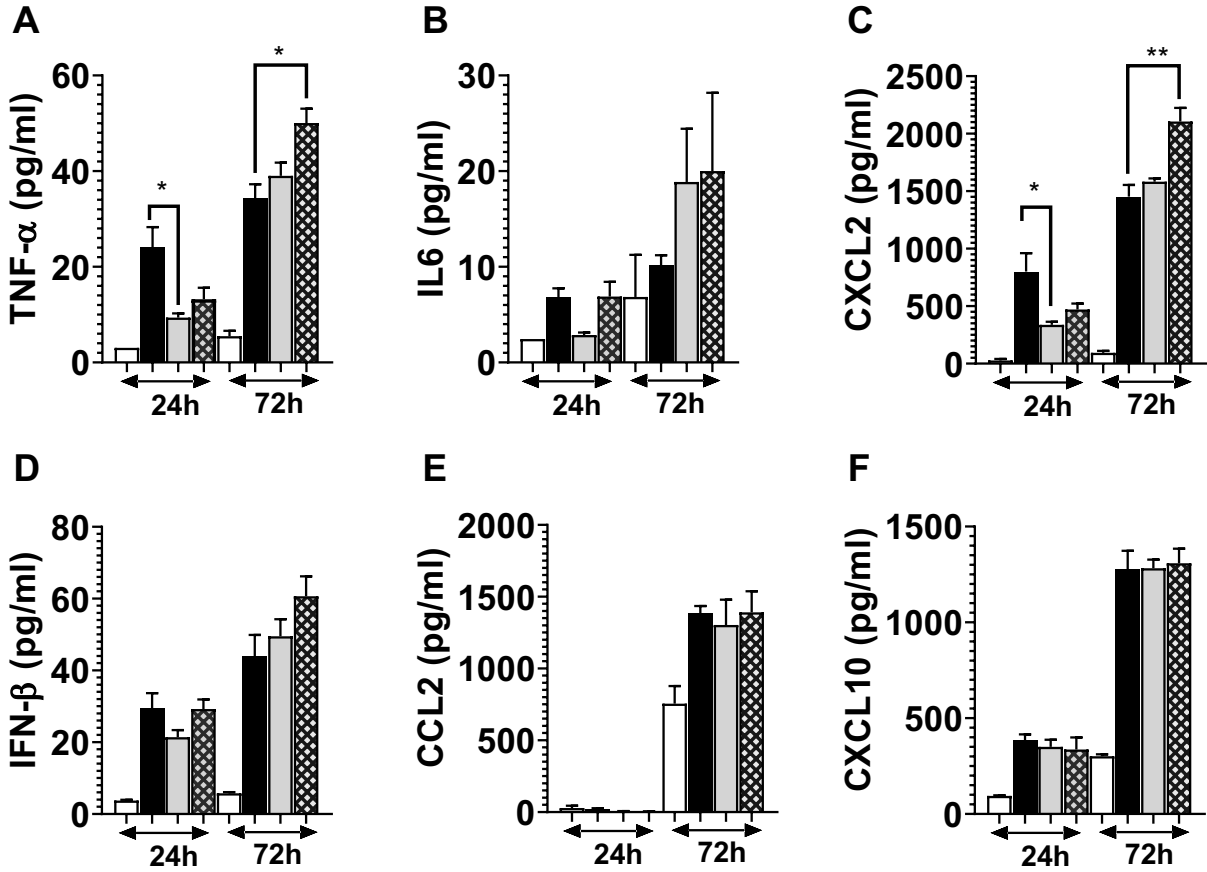 A
TNF-α (pg/ml)
60
40
20
0
*
*
24h
72h
B
IL6 (pg/ml)
30
20
10
0
24h
72h
C
CXCL2 (pg/ml)
2500
2000
1500
1000
500
0
*
**
24h
72h
D
IFN-β (pg/ml)
80
60
40
20
0
24h
72h
E
CCL2 (pg/ml)
2000
1500
1000
500
0
24h
72h
F
CXCL10 (pg/ml)
1500
1000
500
0
24h
72h